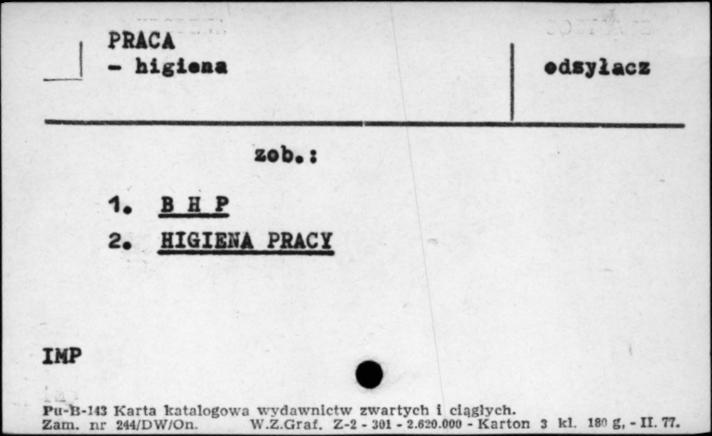 PRACA
- higiena
odsyłacz
zob.:
1. B H P
2. HIGIENA PRACY
IMP
Pu-B-143 Karta katalogowa wydawnictw zwartych i ciągłych.
Zam. nr 244/DW/On. W.Z.Graf. Z-2 - 301 - 2.620.000 - Karton 3 kl. 180 g, - II. 77.